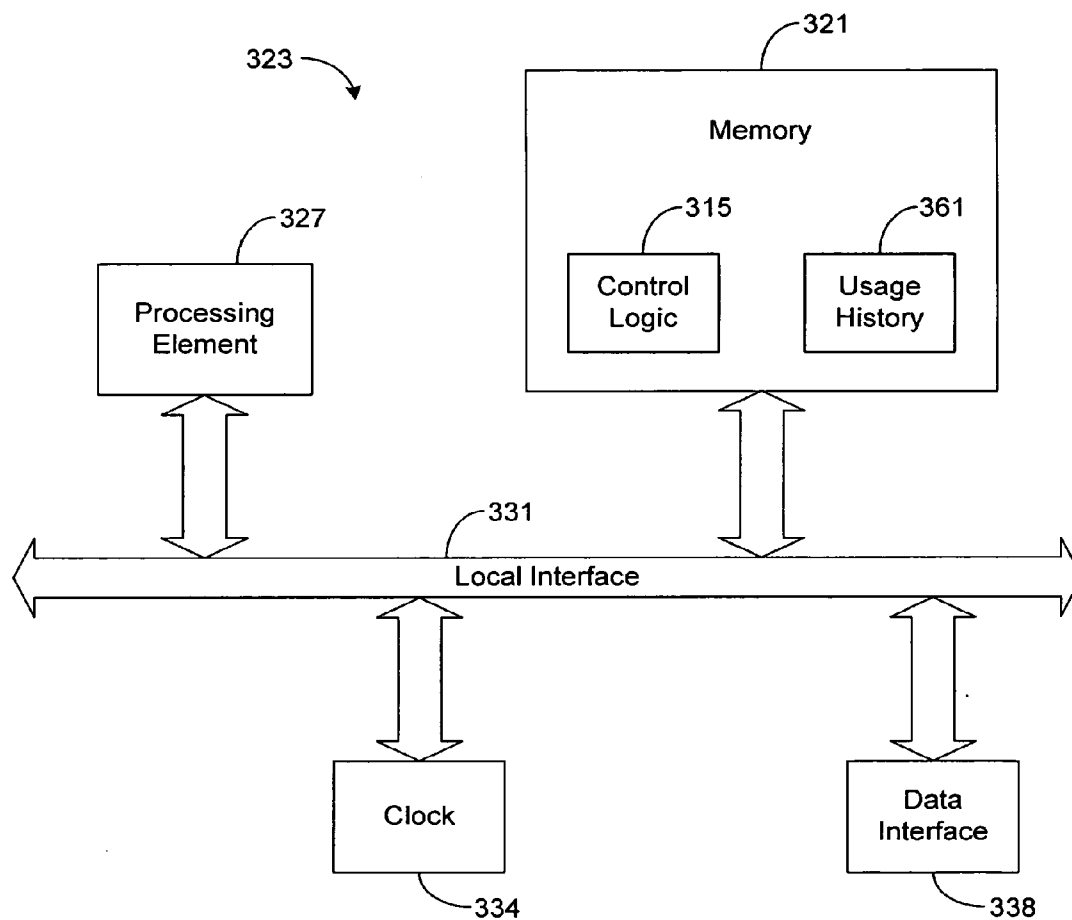 321
323
Memory
315
361
327
Control
Logic
Usage
History
Processing
Element
331
Local Interface
Clock
Data
Interface
334
338